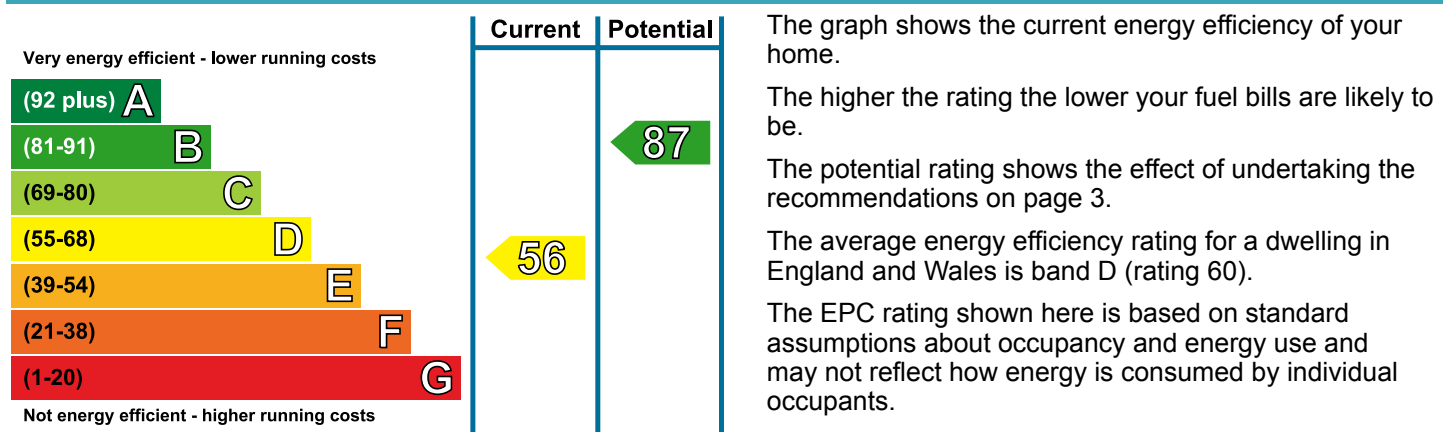 Current Potential
Very energy efficient - lower running costs
(92 plus) A
(81-91) B
87
(69-80) C
(55-68) D
56
(39-54) E
(21-38) F
(1-20) G
Not energy efficient - higher running costs
The graph shows the current energy efficiency of your
home.
The higher the rating the lower your fuel bills are likely to
be.
The potential rating shows the effect of undertaking the
recommendations on page 3.
The average energy efficiency rating for a dwelling in
England and Wales is band D (rating 60).
The EPC rating shown here is based on standard
assumptions about occupancy and energy use and
may not reflect how energy is consumed by individual
occupants.